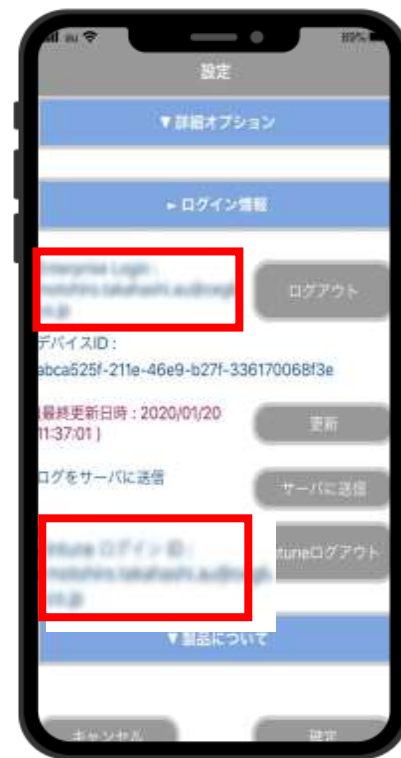 au 89%
設定
▼詳細オプション
► ログイン情報
ログアウト
デバイスID :
abca525f-211e-46e9-b27f-336170068f3e
最終更新日時 : 2020/01/20
11:37:01 )
更新
ログをサーバに送信
サーバに送信
ログイン ID :
tuneログアウト
▼製品について
キャンセル
確定